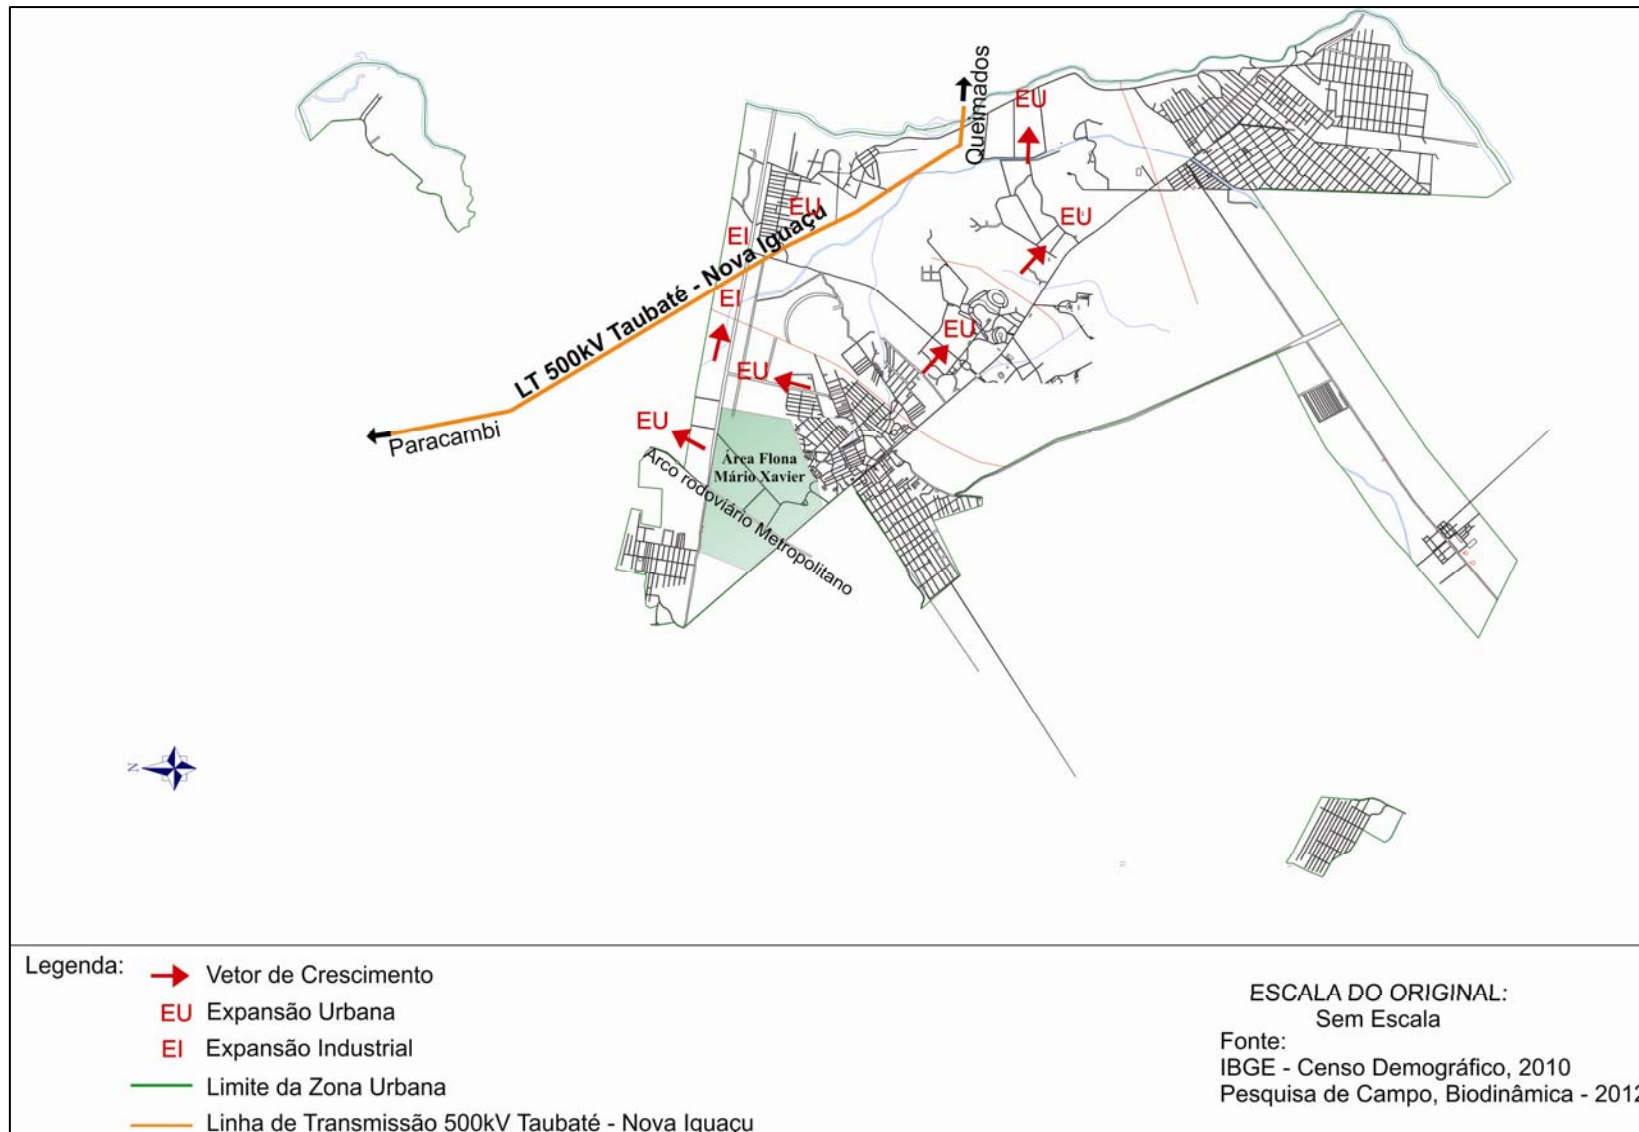 Queimados
EU
EU
EU
EI
LT 500kV Taubaté - Nova Iguaçu
EI
EU
EU
EU
Paracambi
Área Flona
Mário Xavier
Arco rodoviário Metropolitano
N
Legenda:
Vetor de Crescimento
EU Expansão Urbana
EI Expansão Industrial
Limite da Zona Urbana
Linha de Transmissão 500kV Taubaté - Nova Iguaçu
ESCALA DO ORIGINAL:
Sem Escala
Fonte:
IBGE - Censo Demográfico, 2010
Pesquisa de Campo, Biodinâmica - 2012